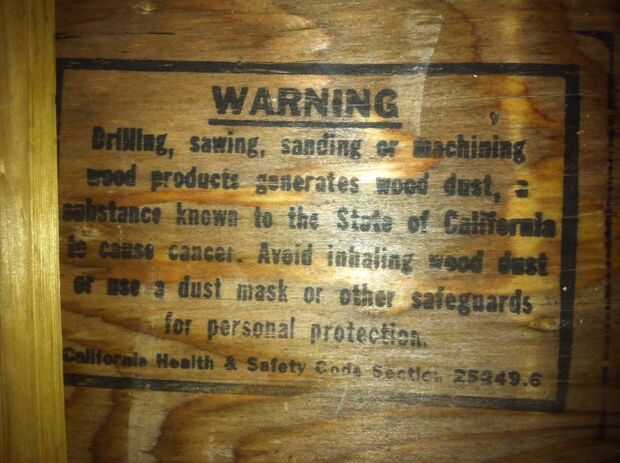 WARNING
Drilling, sawing, sanding or machining
wood products generates wood dust, a
substance known to the State of California
to cause cancer. Avoid inhaling wood dust
or use a dust mask or other safeguards
for personal protection.
California Health & Safety Code Section 25249.6